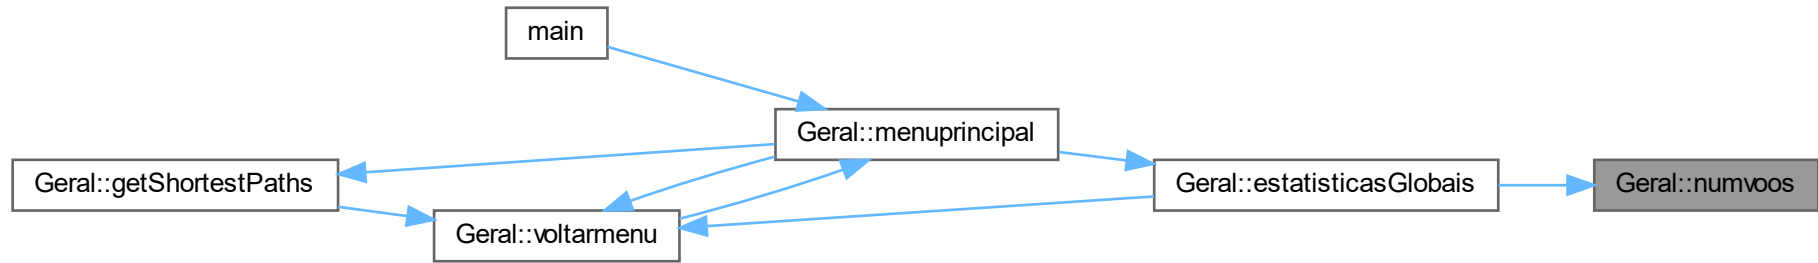 main
Geral::menuprincipal
Geral::getShortestPaths
Geral::estatisticasGlobais
Geral::numvoos
Geral::voltarmenu